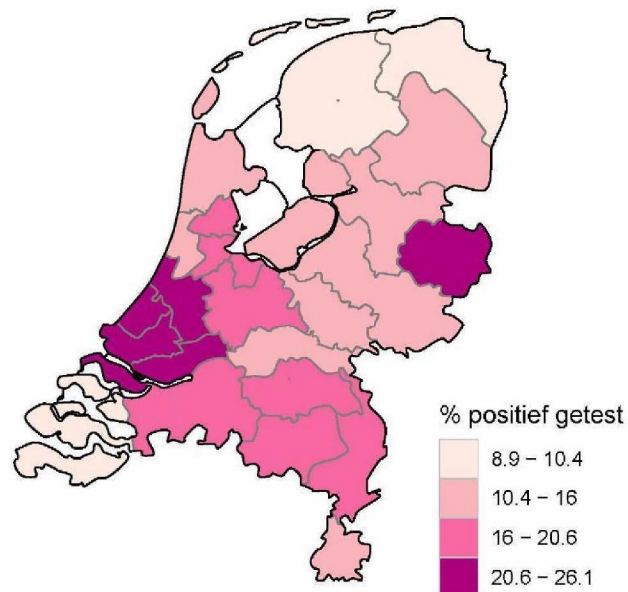 % positief getest
8.9 – 10.4
10.4 – 16
16 – 20.6
20.6 – 26.1